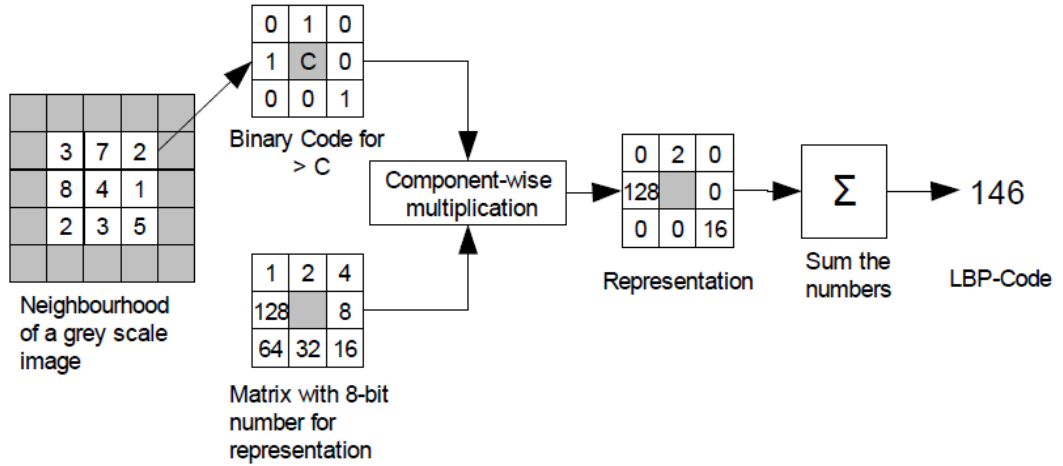 0 1 0
1 C 0
0 0 1
Binary Code for
> C
3 7 2
8 4 1
2 3 5
Neighbourhood
of a grey scale
image
1 2 4
128 8
64 32 16
Matrix with 8-bit
number for
representation
Component-wise
multiplication
0 2 0
128 0
0 0 16
Representation
Σ
Sum the
numbers
146
LBP-Code